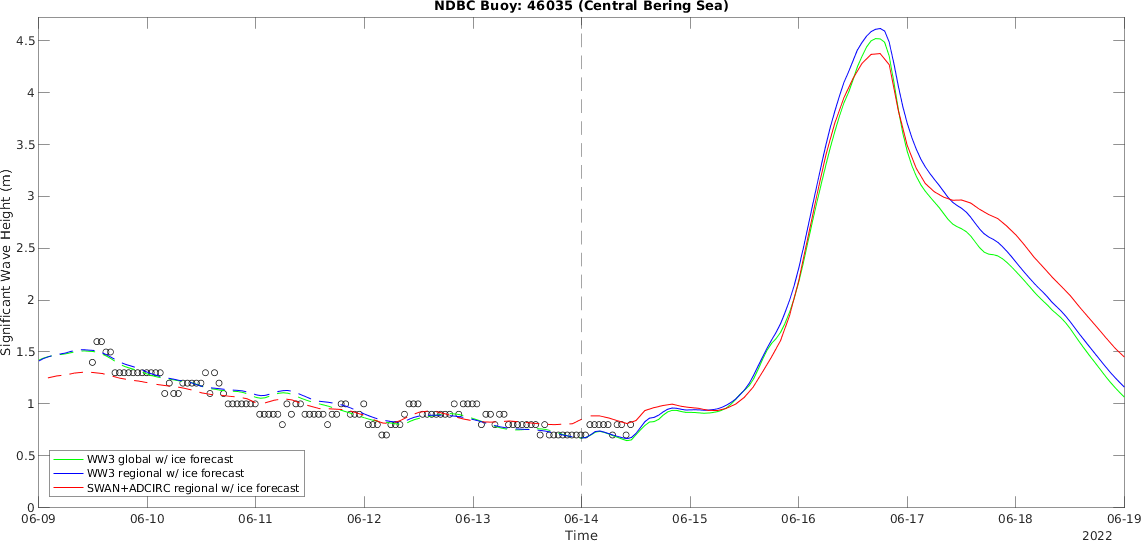 NDBC Buoy: 46035 (Central Bering Sea)
4.5
4
3.5
3
2.5
2
1.5
1
0.5
0
Significant Wave Height (m)
WW3 global w/ ice forecast
WW3 regional w/ ice forecast
SWAN+ADCIRC regional w/ ice forecast
06-09 06-10 06-11 06-12 06-13 06-14 06-15 06-16 06-17 06-18 06-19
Time
2022